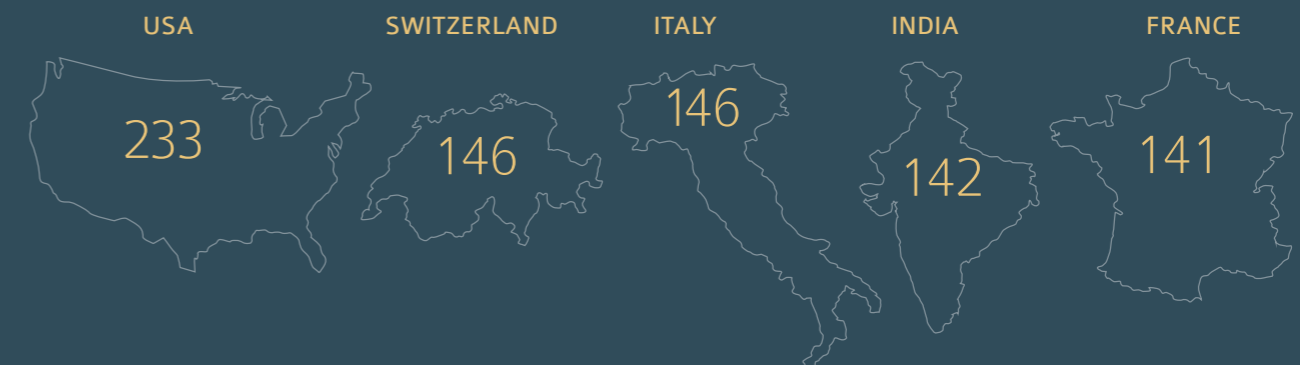 USA SWITZERLAND ITALY INDIA FRANCE
233 146 146 142 141